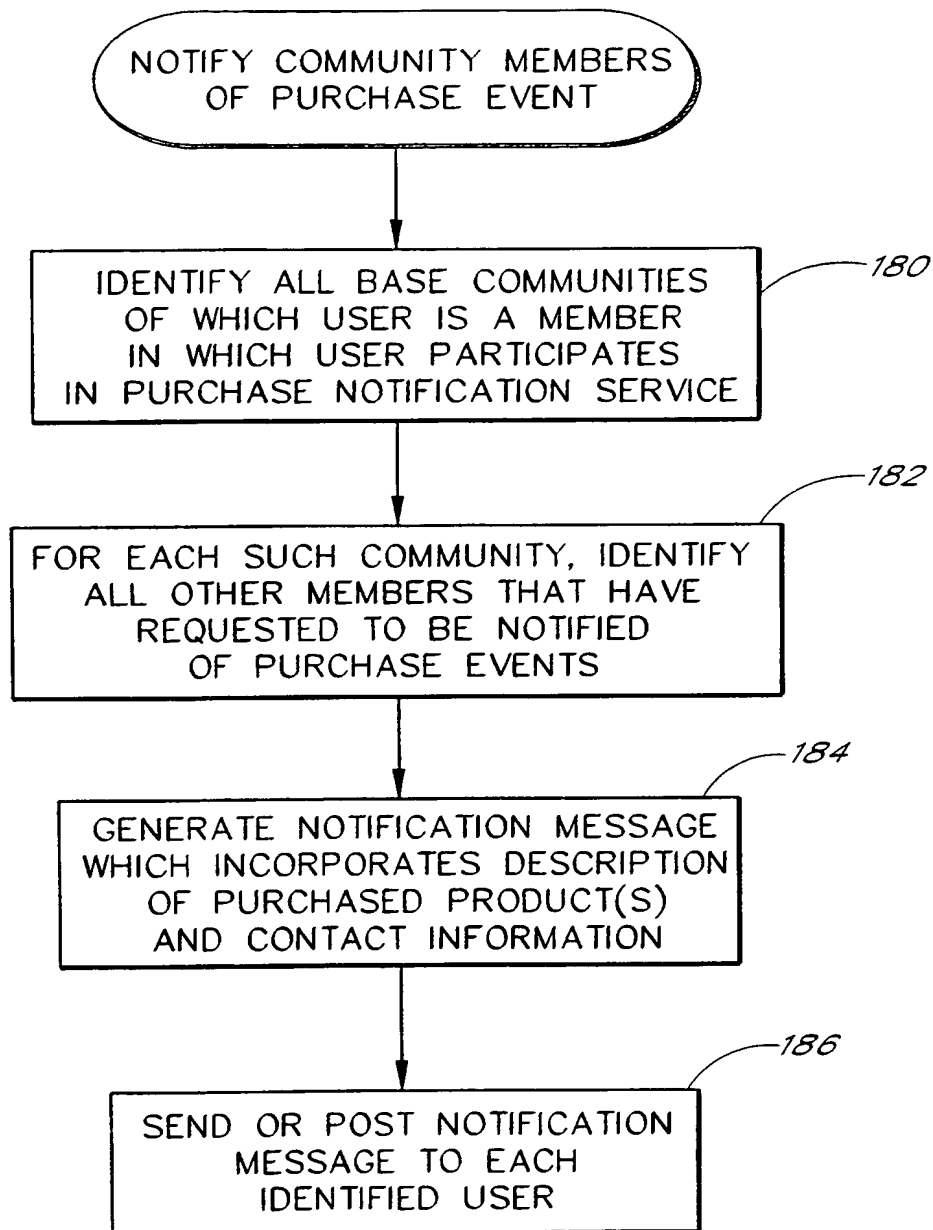 NOTIFY COMMUNITY MEMBERS
OF PURCHASE EVENT
180
IDENTIFY ALL BASE COMMUNITIES
OF WHICH USER IS A MEMBER
IN WHICH USER PARTICIPATES
IN PURCHASE NOTIFICATION SERVICE
182
FOR EACH SUCH COMMUNITY, IDENTIFY
ALL OTHER MEMBERS THAT HAVE
REQUESTED TO BE NOTIFIED
OF PURCHASE EVENTS
184
GENERATE NOTIFICATION MESSAGE
WHICH INCORPORATES DESCRIPTION
OF PURCHASED PRODUCT(S)
AND CONTACT INFORMATION
186
SEND OR POST NOTIFICATION
MESSAGE TO EACH
IDENTIFIED USER